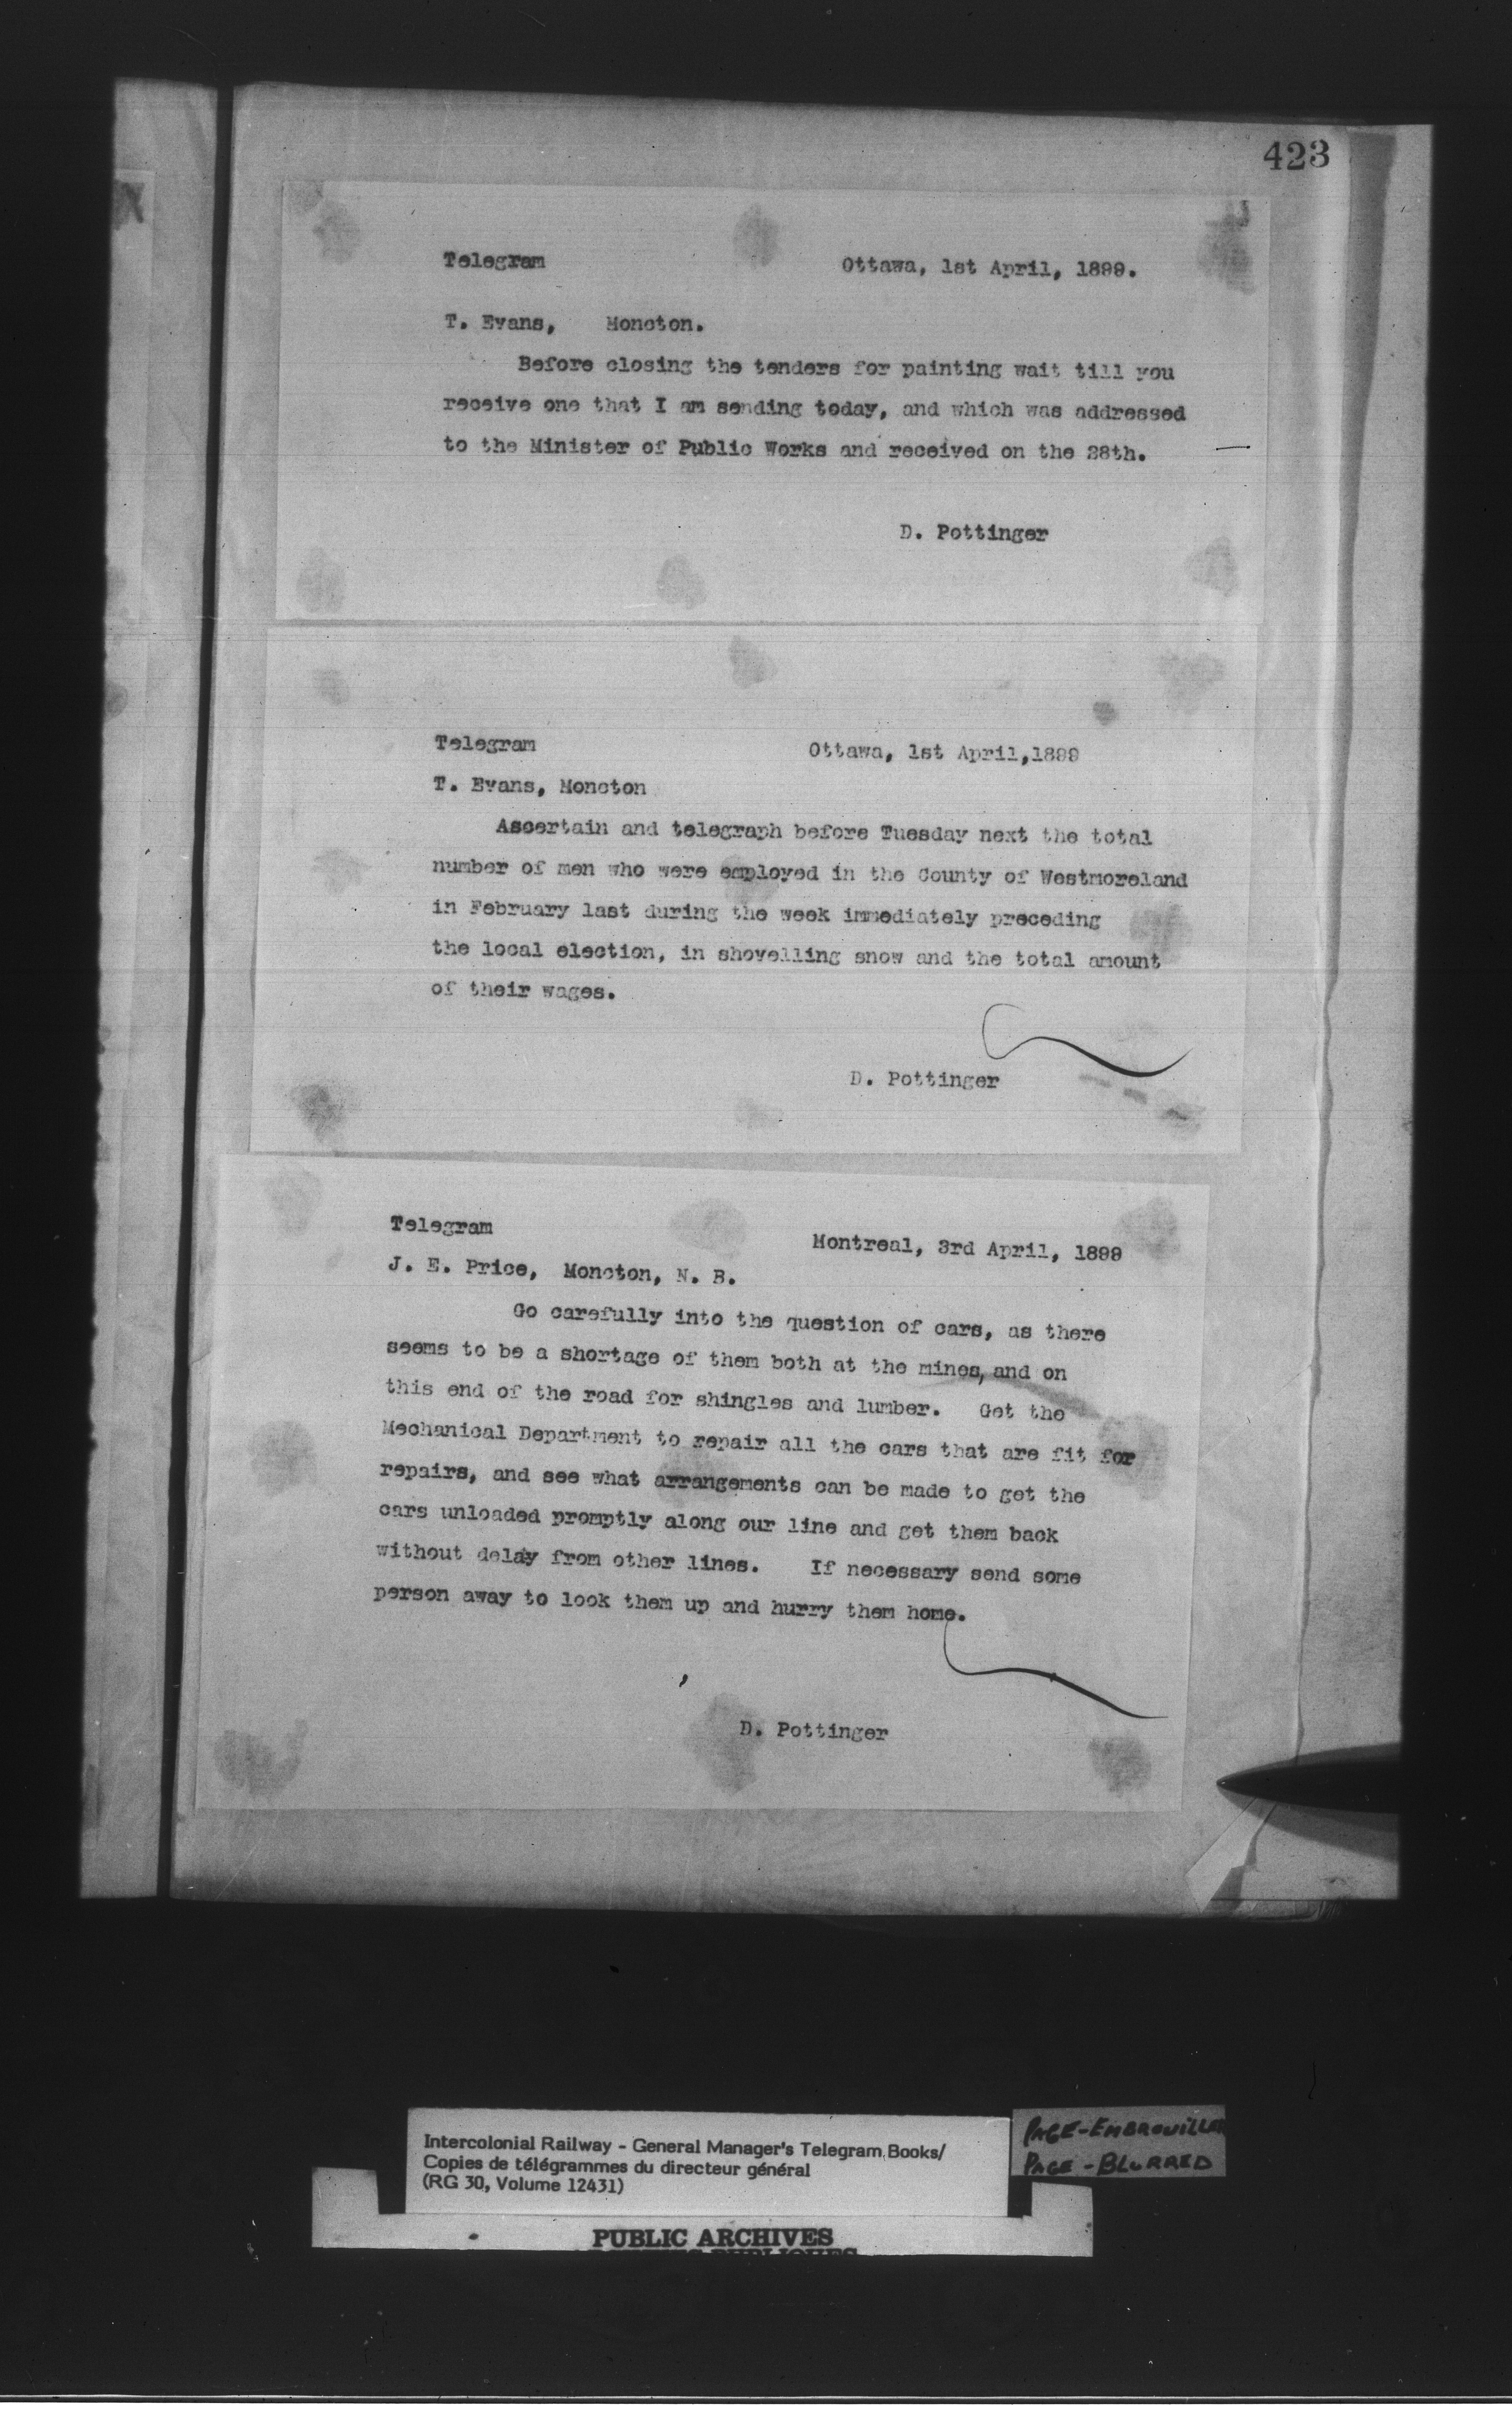 423
Telegram Ottawa, 1st April, 1899.
T. Evans, Moncton.
Before closing the tenders for painting wait till you
receive one that I am sending today, and which was addressed
to the Minister of Public Works and received on the 28th.
D. Pottinger
Telegram Ottawa, 1st April, 1899
T. Evans, Moncton
Ascertain and telegraph before Tuesday next the total
number of men who were employed in the County of Westmoreland
in February last during the week immediately preceding
the local election, in shovelling snow and the total amount
of their wages.
D. Pottinger
Telegram Montreal, 3rd April, 1899
J. E. Price, Moncton, N. B.
Go carefully into the question of cars, as there
seems to be a shortage of them both at the mines, and on
this end of the road for shingles and lumber. Get the
Mechanical Department to repair all the cars that are fit for
repairs, and see what arrangements can be made to get the
cars unloaded promptly along our line and get them back
without delay from other lines. If necessary send some
person away to look them up and hurry them home.
D. Pottinger
Intercolonial Railway - General Manager's Telegram Books/
Copies de télégrammes du directeur général
(RG 30, Volume 12431)
PAGE-EMBROUILLÉE
PAGE-BLURRED
PUBLIC ARCHIVES